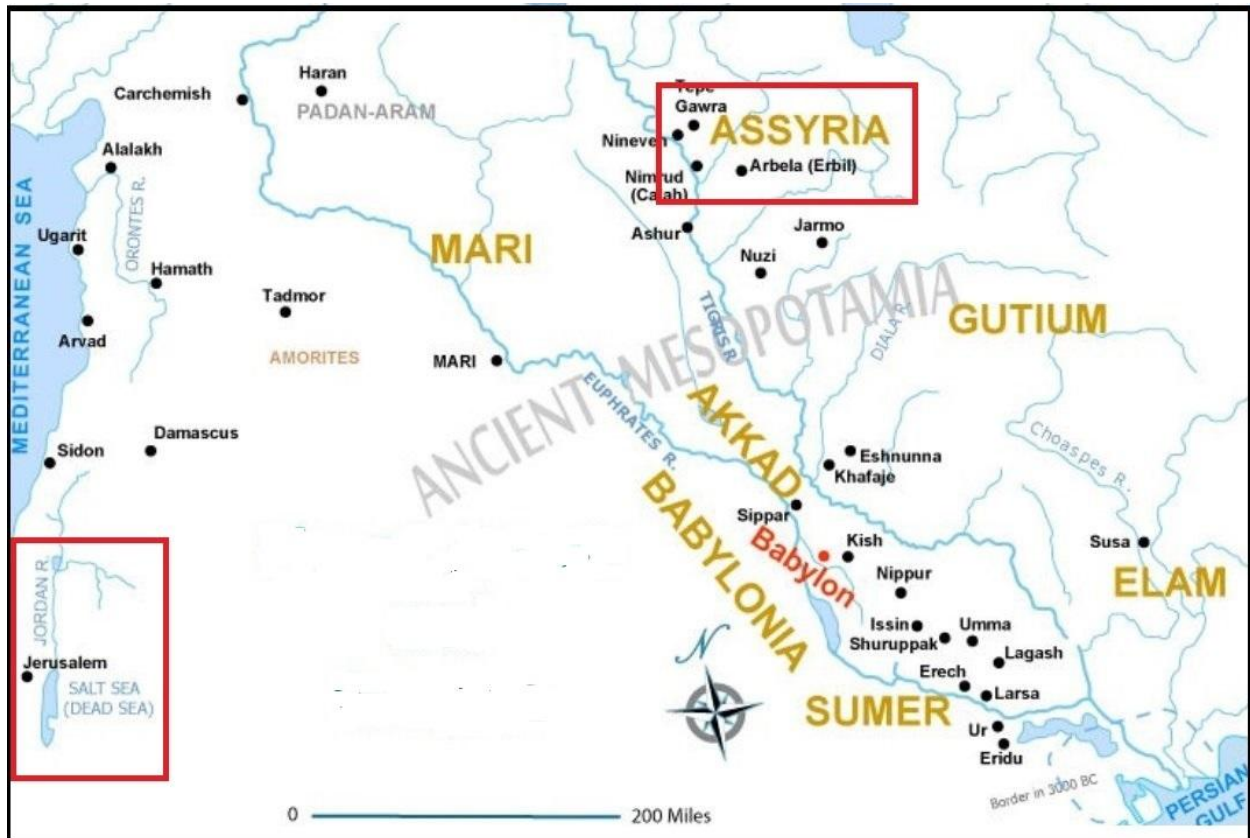 Tepe
Gawra
Haran
Carchemish
PADAN-ARAM
ASSYRIA
Nineveh
Alalakh
Arbela (Erbil)
Nimrud
(Calah)
MEDITERRANEAN SEA
ORONTES R.
Ugarit
Ashur
Jarmo
MARI
Nuzi
Hamath
Tadmor
TIGRIS R
ANCIENT MESOPOTAMIA
GUTIUM
DIALA R.
Arvad
AMORITES
MARI
EUPHRATES R.
AKKAD
Damascus
Sidon
Eshnunna
Khafaje
Choaspes R.
BABYLONIA
Sippar
Babylon
Kish
Susa
Nippur
ELAM
JORDAN R.
Issin
Umma
Shuruppak
Lagash
Jerusalem
SALT SEA
(DEAD SEA)
Erech
Larsa
N
SUMER
Ur
Eridu
Border in 3000 BC
PERSIAN
GULF
0
200 Miles